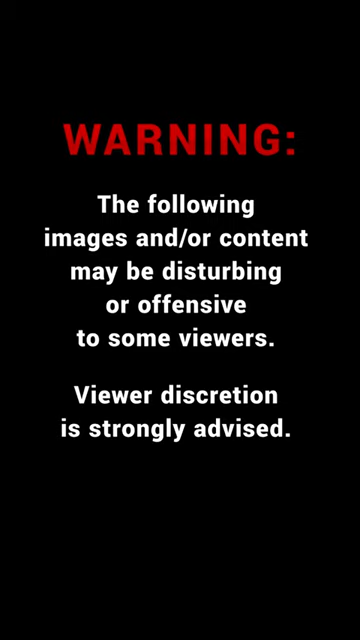 WARNING:
The following
images and/or content
may be disturbing
or offensive
to some viewers.
Viewer discretion
is strongly advised.